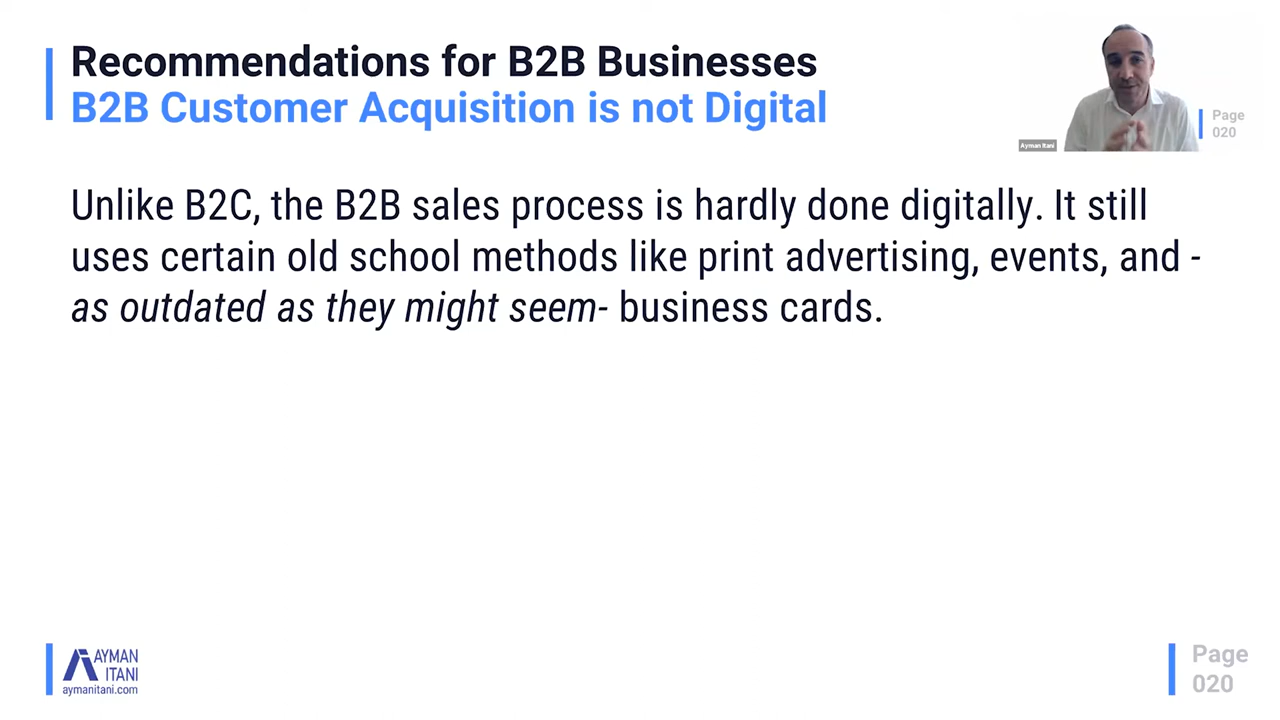 Recommendations for B2B Businesses
B2B Customer Acquisition is not Digital
Ayman Itani
Page
020
Unlike B2C, the B2B sales process is hardly done digitally. It still
uses certain old school methods like print advertising, events, and -
as outdated as they might seem- business cards.
AYMAN
ITANI
aymanitani.com
Page
020